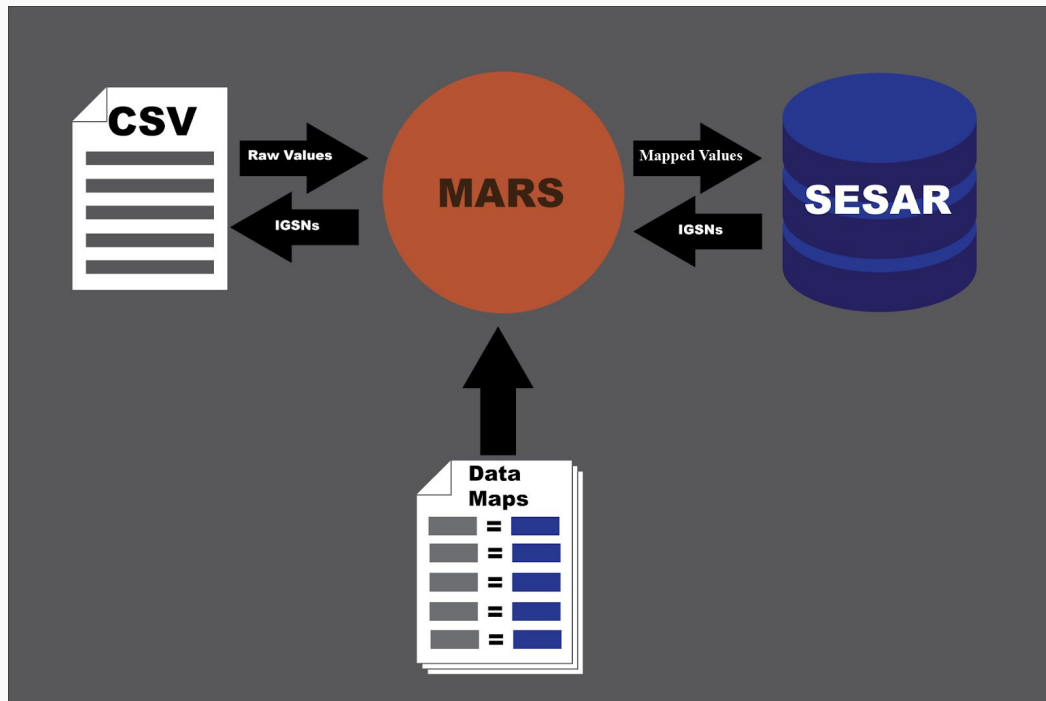 CSV
Raw Values
IGSNs
MARS
Mapped Values
IGSNs
SESAR
Data
Maps
=
=
=
=
=